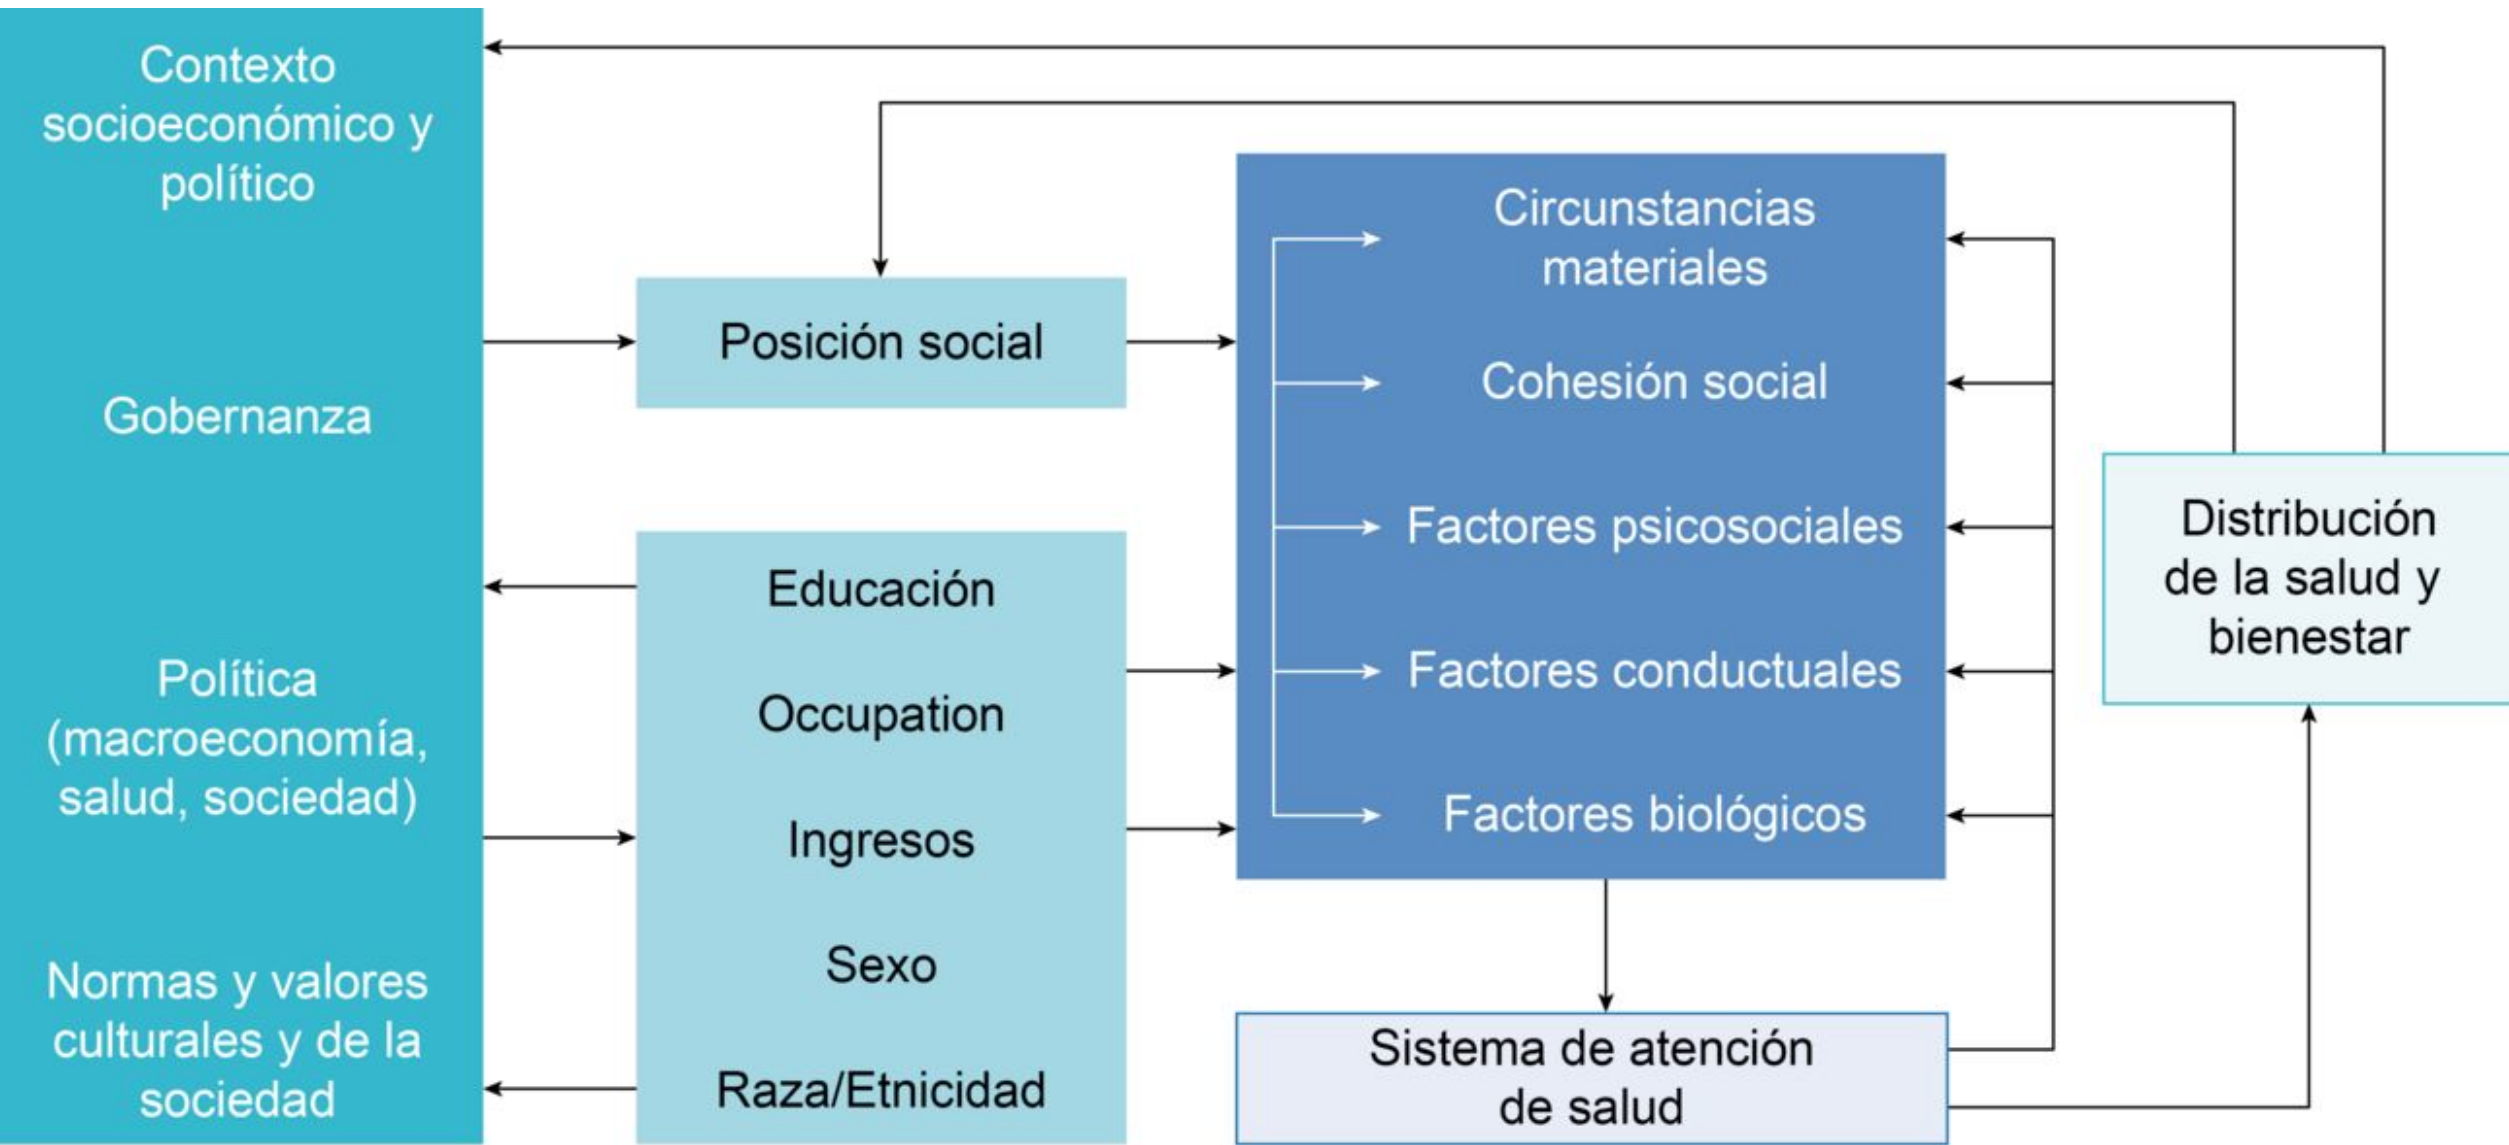 Contexto
socioeconómico y
político
Gobernanza
Política
(macroeconomía,
salud, sociedad)
Normas y valores
culturales y de la
sociedad
Posición social
Educación
Occupation
Ingresos
Sexo
Raza/Etnicidad
Circunstancias
materiales
Cohesión social
Factores psicosociales
Factores conductuales
Factores biológicos
Sistema de atención
de salud
Distribución
de la salud y
bienestar